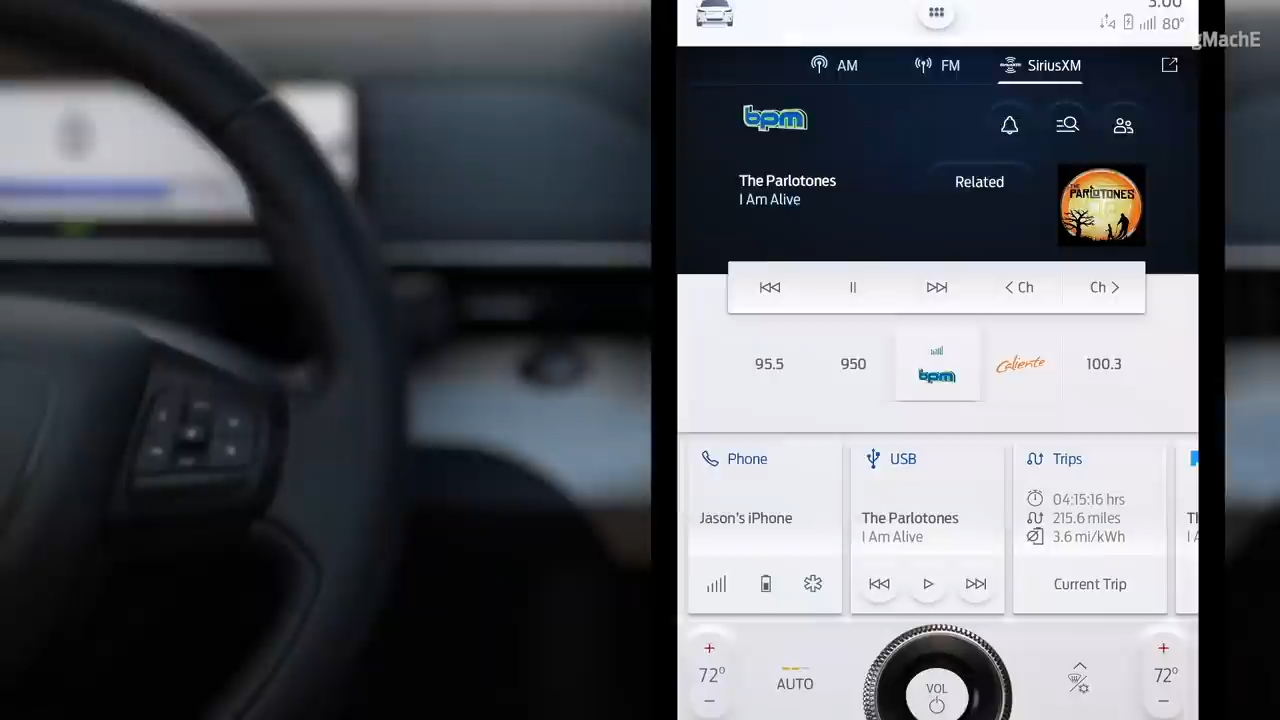 80°
gMachE
AM
FM
SiriusXM
bpm
The Parlotones
I Am Alive
Related
THE
PARLOTONES
Ch
Ch
95.5
950
bpm
Caliente
100.3
Phone
USB
Trips
Jason's iPhone
The Parlotones
I Am Alive
04:15:16 hrs
215.6 miles
3.6 mi/kWh
Current Trip
72°
AUTO
VOL
72°